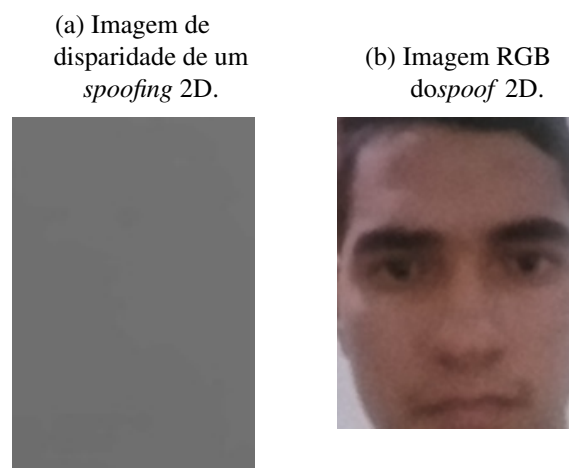 (a) Imagem de
disparidade de um
spoofing 2D.
(b) Imagem RGB
dospoof 2D.